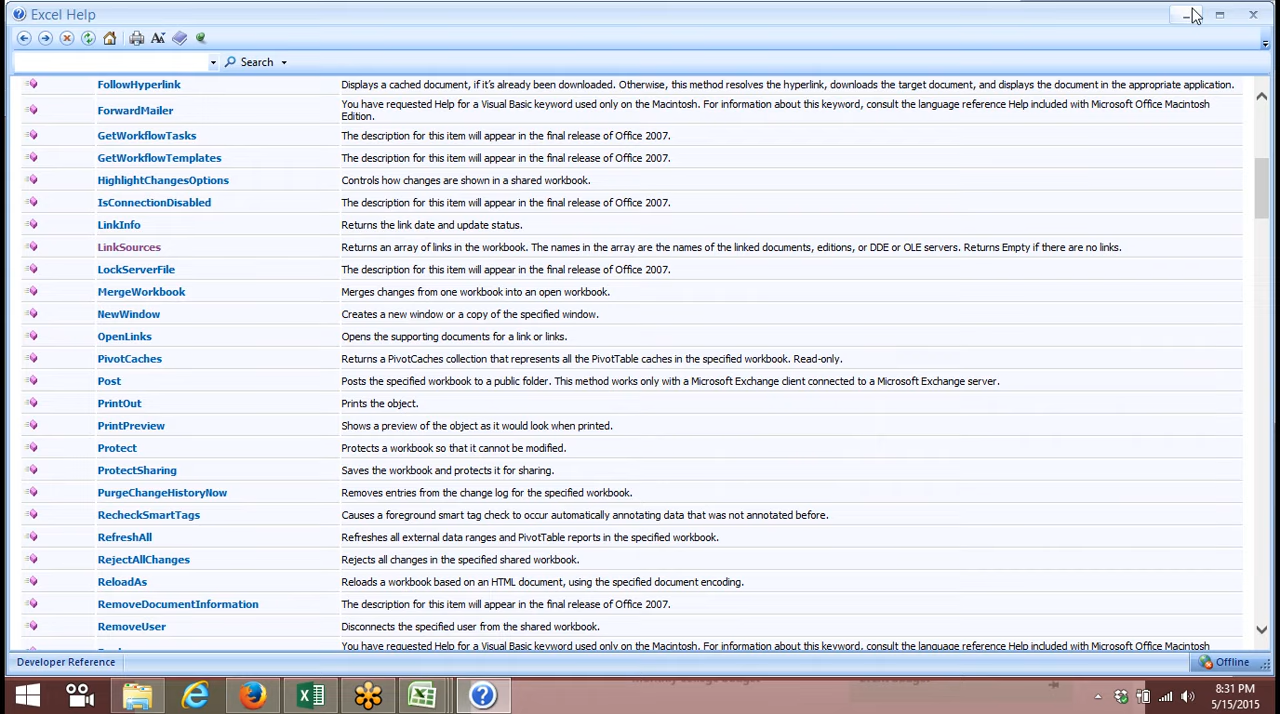 Excel Help
Search
FollowHyperlink Displays a cached document, if it's already been downloaded. Otherwise, this method resolves the hyperlink, downloads the target document, and displays the document in the appropriate application.
ForwardMailer You have requested Help for a Visual Basic keyword used only on the Macintosh. For information about this keyword, consult the language reference Help included with Microsoft Office Macintosh
Edition.
GetWorkflowTasks The description for this item will appear in the final release of Office 2007.
GetWorkflowTemplates The description for this item will appear in the final release of Office 2007.
HighlightChangesOptions Controls how changes are shown in a shared workbook.
IsConnectionDisabled The description for this item will appear in the final release of Office 2007.
LinkInfo Returns the link date and update status.
LinkSources Returns an array of links in the workbook. The names in the array are the names of the linked documents, editions, or DDE or OLE servers. Returns Empty if there are no links.
LockServerFile The description for this item will appear in the final release of Office 2007.
MergeWorkbook Merges changes from one workbook into an open workbook.
NewWindow Creates a new window or a copy of the specified window.
OpenLinks Opens the supporting documents for a link or links.
PivotCaches Returns a PivotCaches collection that represents all the PivotTable caches in the specified workbook. Read-only.
Post Posts the specified workbook to a public folder. This method works only with a Microsoft Exchange client connected to a Microsoft Exchange server.
PrintOut Prints the object.
PrintPreview Shows a preview of the object as it would look when printed.
Protect Protects a workbook so that it cannot be modified.
ProtectSharing Saves the workbook and protects it for sharing.
PurgeChangeHistoryNow Removes entries from the change log for the specified workbook.
RecheckSmartTags Causes a foreground smart tag check to occur automatically annotating data that was not annotated before.
RefreshAll Refreshes all external data ranges and PivotTable reports in the specified workbook.
RejectAllChanges Rejects all changes in the specified shared workbook.
ReloadAs Reloads a workbook based on an HTML document, using the specified document encoding.
RemoveDocumentInformation The description for this item will appear in the final release of Office 2007.
RemoveUser Disconnects the specified user from the shared workbook.
You have requested Help for a Visual Basic keyword used only on the Macintosh. For information about this keyword, consult the language reference Help included with Microsoft Office Macintosh
Developer Reference Offline
8:31 PM
5/15/2015